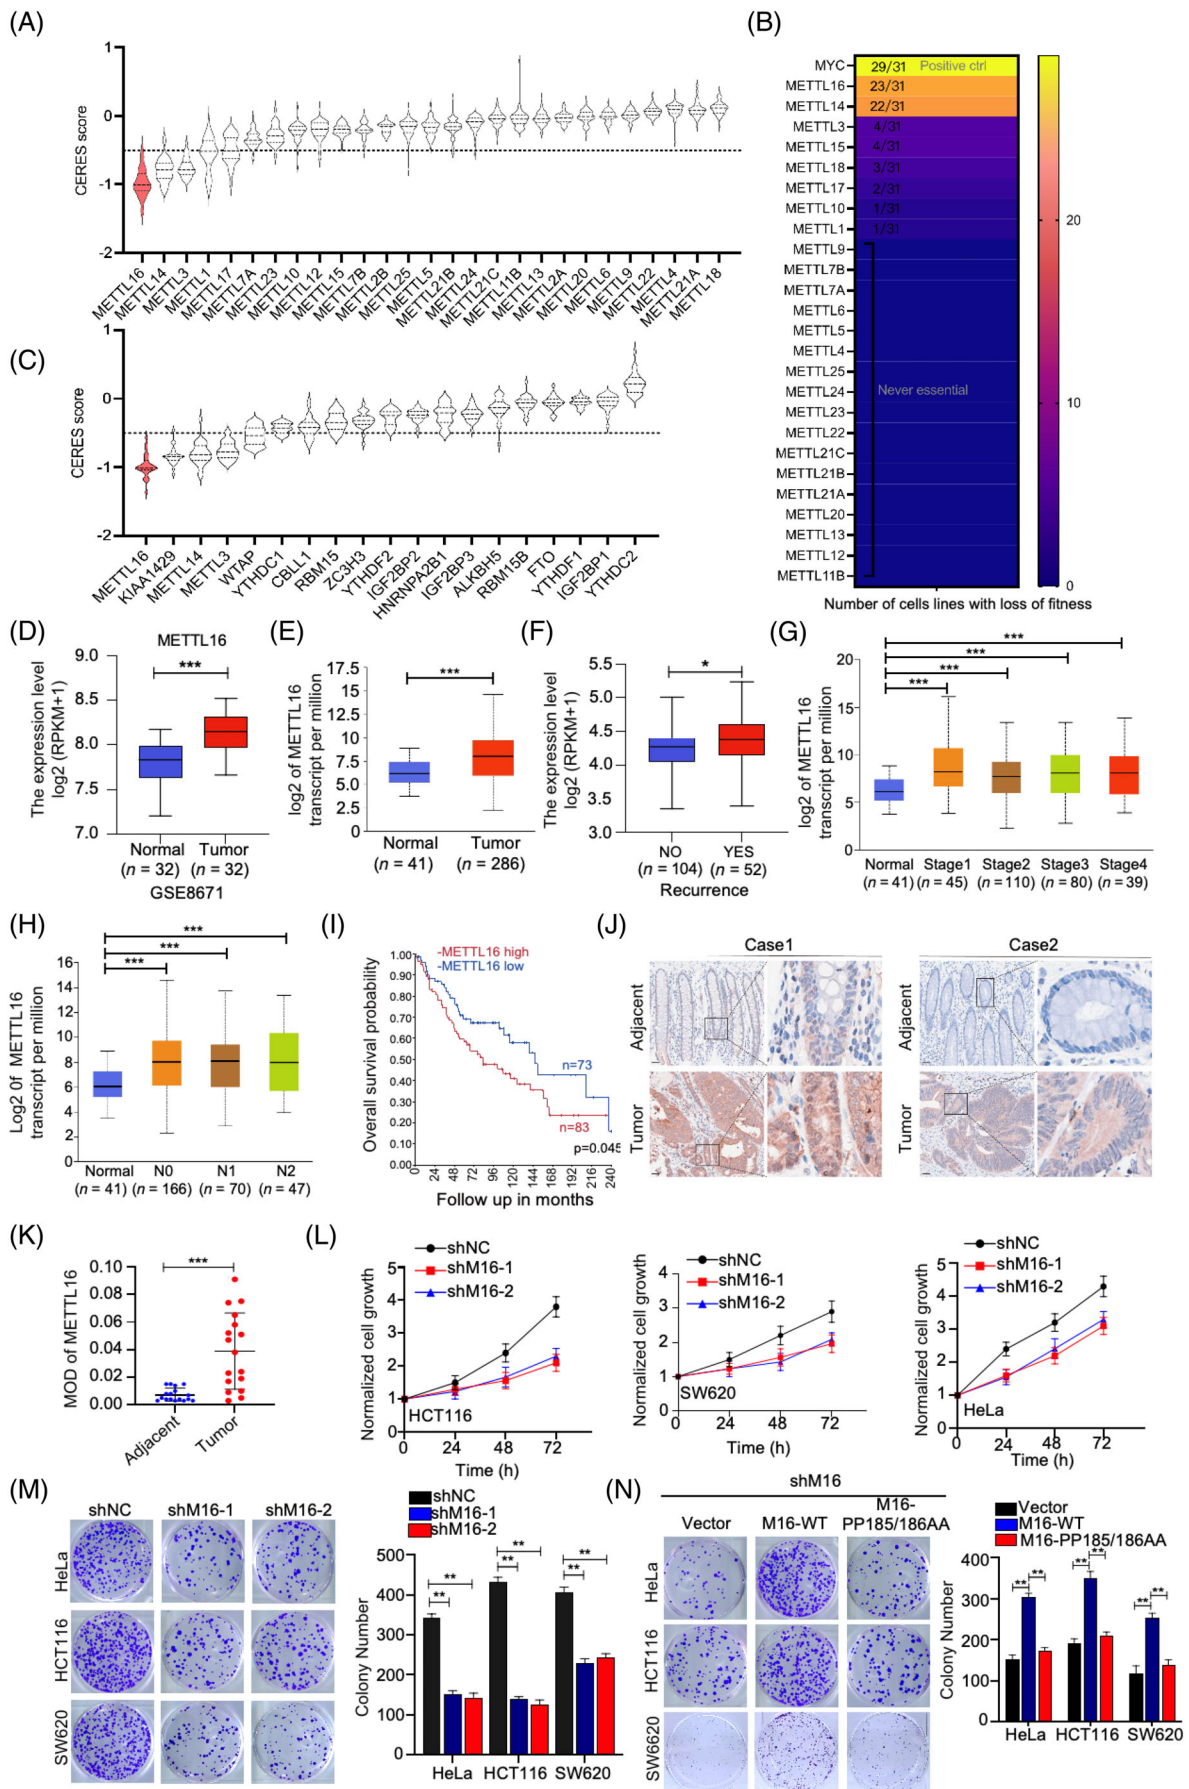 (A)
1
0
-1
-2
CERES score
METTL16
METTL14
METTL3
METTL1
METTL17
METTL7A
METTL23
METTL10
METTL12
METTL15
METTL7B
METTL2B
METTL25
METTL5
METTL21B
METTL24
METTL21C
METTL11B
METTL13
METTL2A
METTL20
METTL6
METTL9
METTL22
METTL4
METTL21A
METTL18
(B)
MYC 29/31 Positive ctrl
METTL16 23/31
METTL14 22/31
METTL3 4/31
METTL15 4/31
METTL18 3/31
METTL17 2/31
METTL10 1/31
METTL1 1/31
METTL9
METTL7B
METTL7A
METTL6
METTL5
METTL4
METTL25
METTL24 Never essential
METTL23
METTL22
METTL21C
METTL21B
METTL21A
METTL20
METTL13
METTL12
METTL11B
20
10
0
Number of cells lines with loss of fitness
(C)
1
0
-1
-2
CERES score
METTL16
KIAA1429
METTL14
METTL3
WTAP
YTHDC1
CBLL1
RBM15
ZC3H3
YTHDF2
IGF2BP2
HNRNPA2B1
IGF2BP3
ALKBH5
RBM15B
FTO
YTHDF1
IGF2BP1
YTHDC2
(D)
METTL16
***
9.0
8.5
8.0
7.0
The expression level
log2 (RPKM+1)
Normal Tumor
(n = 32) (n = 32)
GSE8671
(E)
***
17.5
15
12.5
10
7.5
5.0
2.5
0
log2 of METTL16
transcript per million
Normal Tumor
(n = 41) (n = 286)
(F)
*
5.5
5.0
4.5
4.0
4.5
3.0
The expression level
log2 (RPKM+1)
NO YES
(n = 104) (n = 52)
Recurrence
(G)
***
***
***
***
20
15
10
5
0
log2 of METTL16
transcript per million
Normal Stage1 Stage2 Stage3 Stage4
(n = 41) (n = 45) (n = 110) (n = 80) (n = 39)
(H)
***
***
***
16
14
12
10
8
6
4
2
0
Log2 of METTL16
transcript per million
Normal N0 N1 N2
(n = 41) (n = 166) (n = 70) (n = 47)
(I)
-METTL16 high
-METTL16 low
1.00
0.90
0.80
0.70
0.60
0.50
0.40
0.30
0.20
0.10
0.00
Overall survival probability
n=73
n=83
p=0.045
0 24 48 72 96 120 144 168 192 216 240
Follow up in months
(J)
Case1 Case2
Adjacent Adjacent
Tumor Tumor
(K)
***
0.10
0.08
0.06
0.04
0.02
0.00
MOD of METTL16
Adjacent
Tumor
(L)
shNC
shM16-1
shM16-2
5
4
3
2
1
0
Normalized cell growth
HCT116
0 24 48 72
Time (h)
shNC
shM16-1
shM16-2
4
3
2
1
0
Normalized cell growth
SW620
0 24 48 72
Time (h)
shNC
shM16-1
shM16-2
5
4
3
2
1
0
Normalized cell growth
HeLa
0 24 48 72
Time (h)
(M)
shNC shM16-1 shM16-2
HeLa
HCT116
SW620
shNC
shM16-1
shM16-2
** ** ** ** ** **
500
400
300
200
100
0
Colony Number
HeLa HCT116 SW620
(N)
shM16
Vector M16-WT M16-
PP185/186AA
HeLa
HCT116
SW6620
Vector
M16-WT
M16-PP185/186AA
** ** ** ** ** **
400
300
200
100
0
Colony Number
HeLa HCT116 SW620